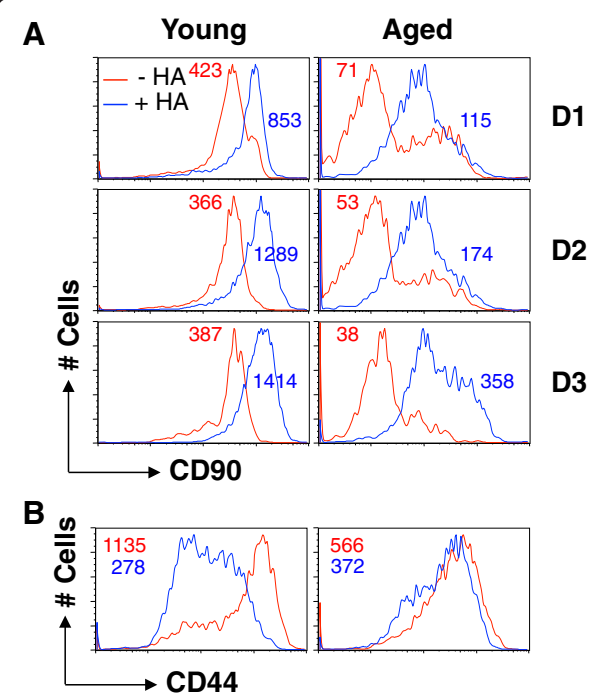 A
Young
Aged
- HA
+ HA
423
853
71
115
D1
366
1289
53
174
D2
387
1414
38
358
D3
# Cells
CD90
B
1135
278
566
372
# Cells
CD44